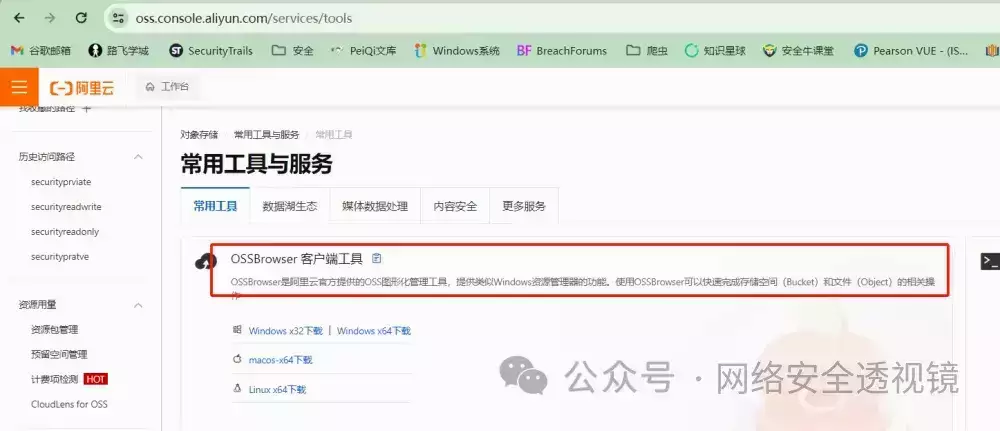 oss.console.aliyun.com/services/tools
谷歌邮箱 路飞学城 SecurityTrails 安全 PeiQi文库 Windows系统 BreachForums 爬虫 知识星球 安全牛课堂 Pearson VUE - (IS...
阿里云 工作台
找收藏的路径 +
历史访问路径
securityprviate
securityreadwrite
securityreadonly
securitypratve
资源用量
资源包管理
预留空间管理
计费项检测 HOT
CloudLens for OSS
对象存储 / 常用工具与服务 / 常用工具
常用工具与服务
常用工具 数据湖生态 媒体数据处理 内容安全 更多服务
OSSBrowser 客户端工具
OSSBrowser是阿里云官方提供的OSS图形化管理工具，提供类似Windows资源管理器的功能。使用OSSBrowser可以快速完成存储空间（Bucket）和文件（Object）的相关操
作。
Windows x32下载 | Windows x64下载
macos-x64下载
Linux x64下载
公众号 · 网络安全透视镜